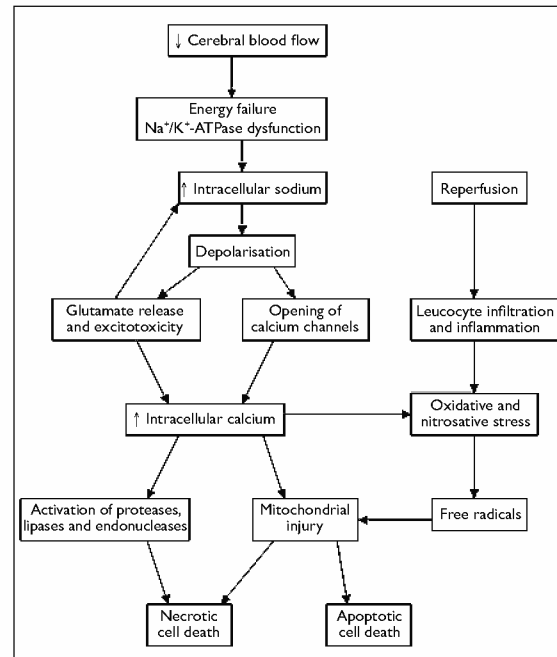 ↓ Cerebral blood flow
Energy failure
Na⁺/K⁺-ATPase dysfunction
↑ Intracellular sodium
Reperfusion
Depolarisation
Glutamate release
and excitotoxicity
Opening of
calcium channels
Leucocyte infiltration
and inflammation
↑ Intracellular calcium
Oxidative and
nitrosative stress
Activation of proteases,
lipases and endonucleases
Mitochondrial
injury
Free radicals
Necrotic
cell death
Apoptotic
cell death